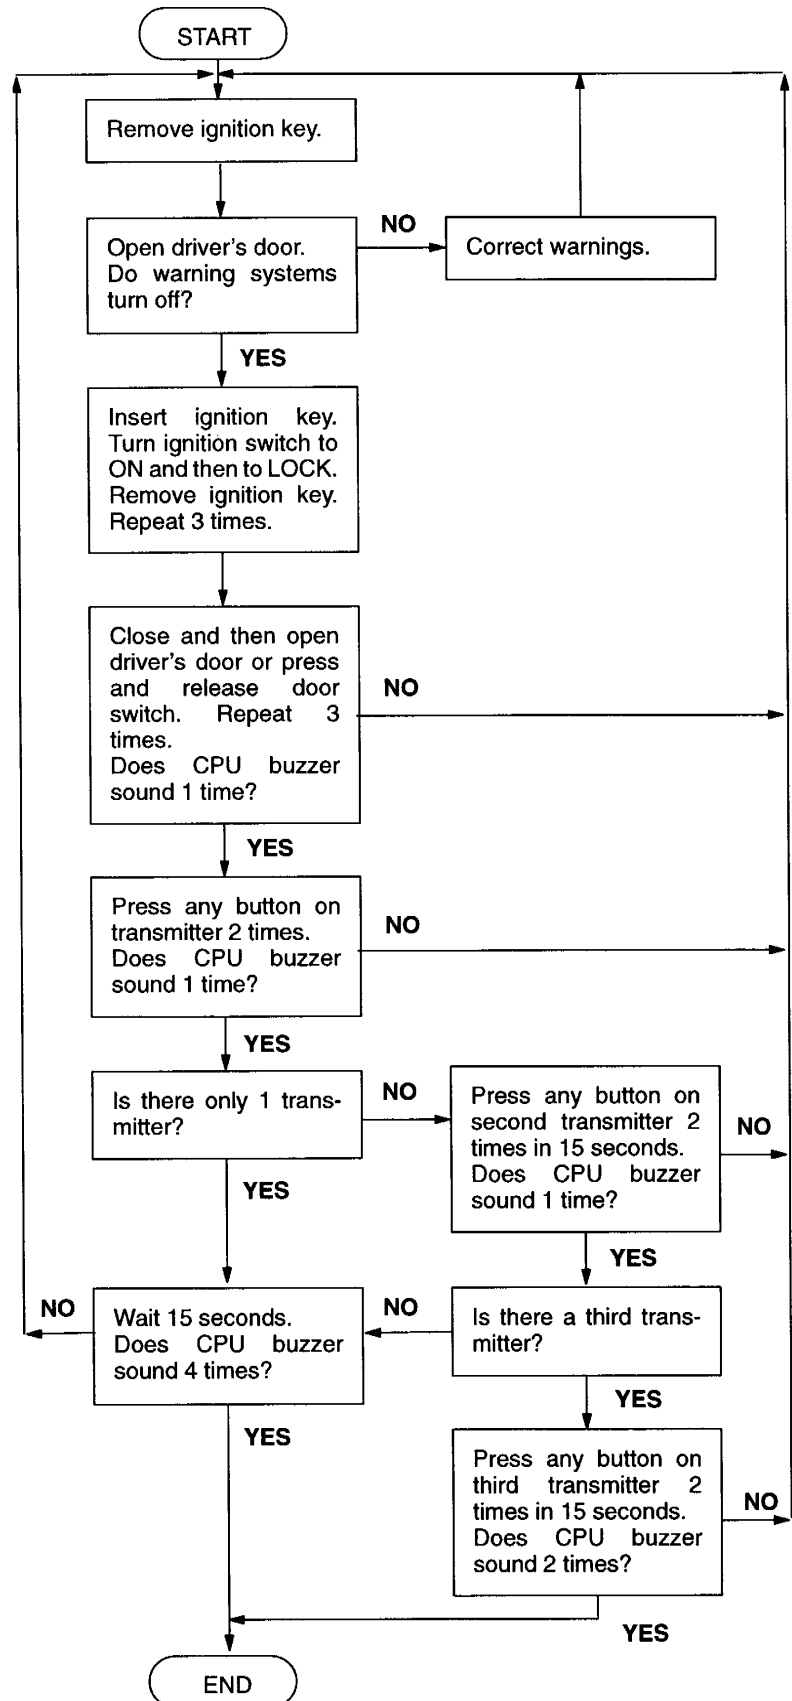 START
Remove ignition key.
Open driver's door.
Do warning systems
turn off?
NO
Correct warnings.
YES
Insert ignition key.
Turn ignition switch to
ON and then to LOCK.
Remove ignition key.
Repeat 3 times.
Close and then open
driver's door or press
and release door
switch. Repeat 3
times.
Does CPU buzzer
sound 1 time?
NO
YES
Press any button on
transmitter 2 times.
Does CPU buzzer
sound 1 time?
NO
YES
Is there only 1 trans-
mitter?
NO
Press any button on
second transmitter 2
times in 15 seconds.
Does CPU buzzer
sound 1 time?
NO
YES
YES
NO
Wait 15 seconds.
Does CPU buzzer
sound 4 times?
NO
Is there a third trans-
mitter?
YES
YES
Press any button on
third transmitter 2
times in 15 seconds.
Does CPU buzzer
sound 2 times?
NO
YES
END